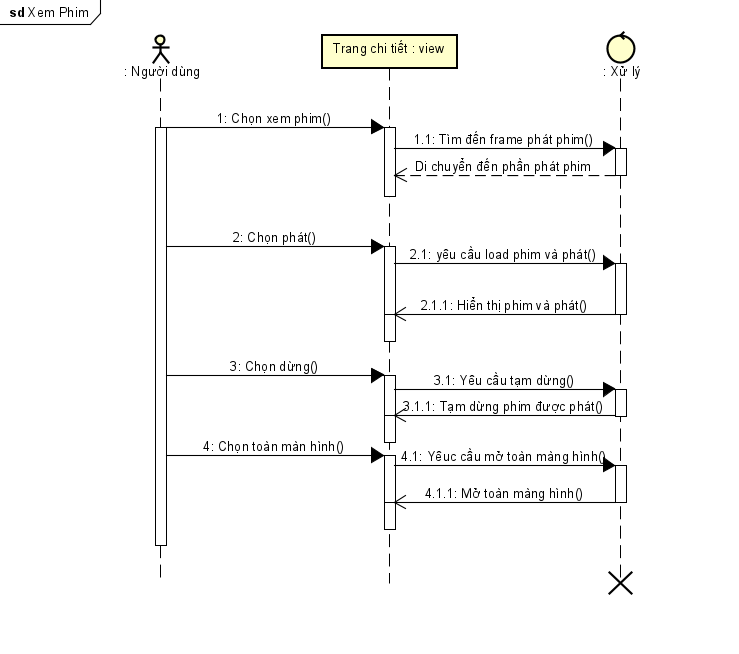 sd Xem Phim
: Người dùng
Trang chi tiết : view
: Xử lý
1: Chọn xem phim()
1.1: Tìm đến frame phát phim()
Di chuyển đến phần phát phim
2: Chọn phát()
2.1: yêu cầu load phim và phát()
2.1.1: Hiển thị phim và phát()
3: Chọn dừng()
3.1: Yêu cầu tạm dừng()
3.1.1: Tạm dừng phim được phát()
4: Chọn toàn màn hình()
4.1: Yêuc cầu mở toàn màng hình()
4.1.1: Mở toàn màng hình()